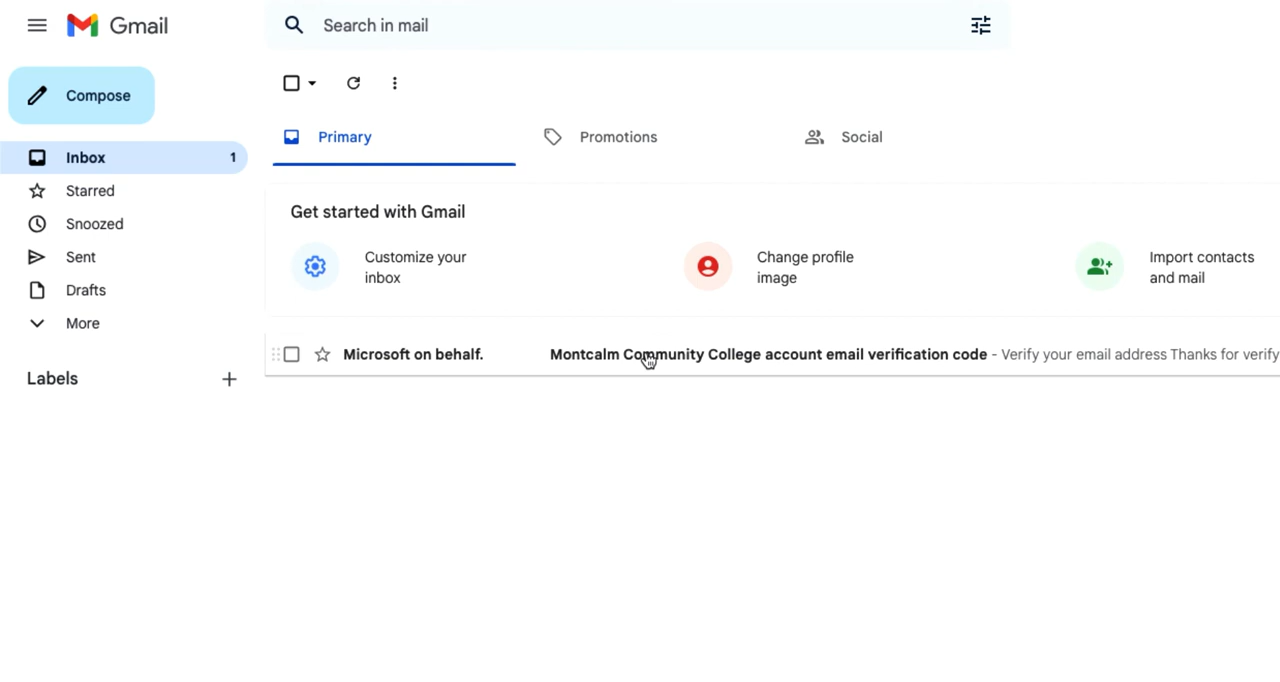 Gmail
Search in mail
Compose
Primary
Promotions
Social
Inbox 1
Starred
Snoozed
Sent
Drafts
More
Labels
Get started with Gmail
Customize your
inbox
Change profile
image
Import contacts
and mail
Microsoft on behalf. Montcalm Community College account email verification code - Verify your email address Thanks for verify